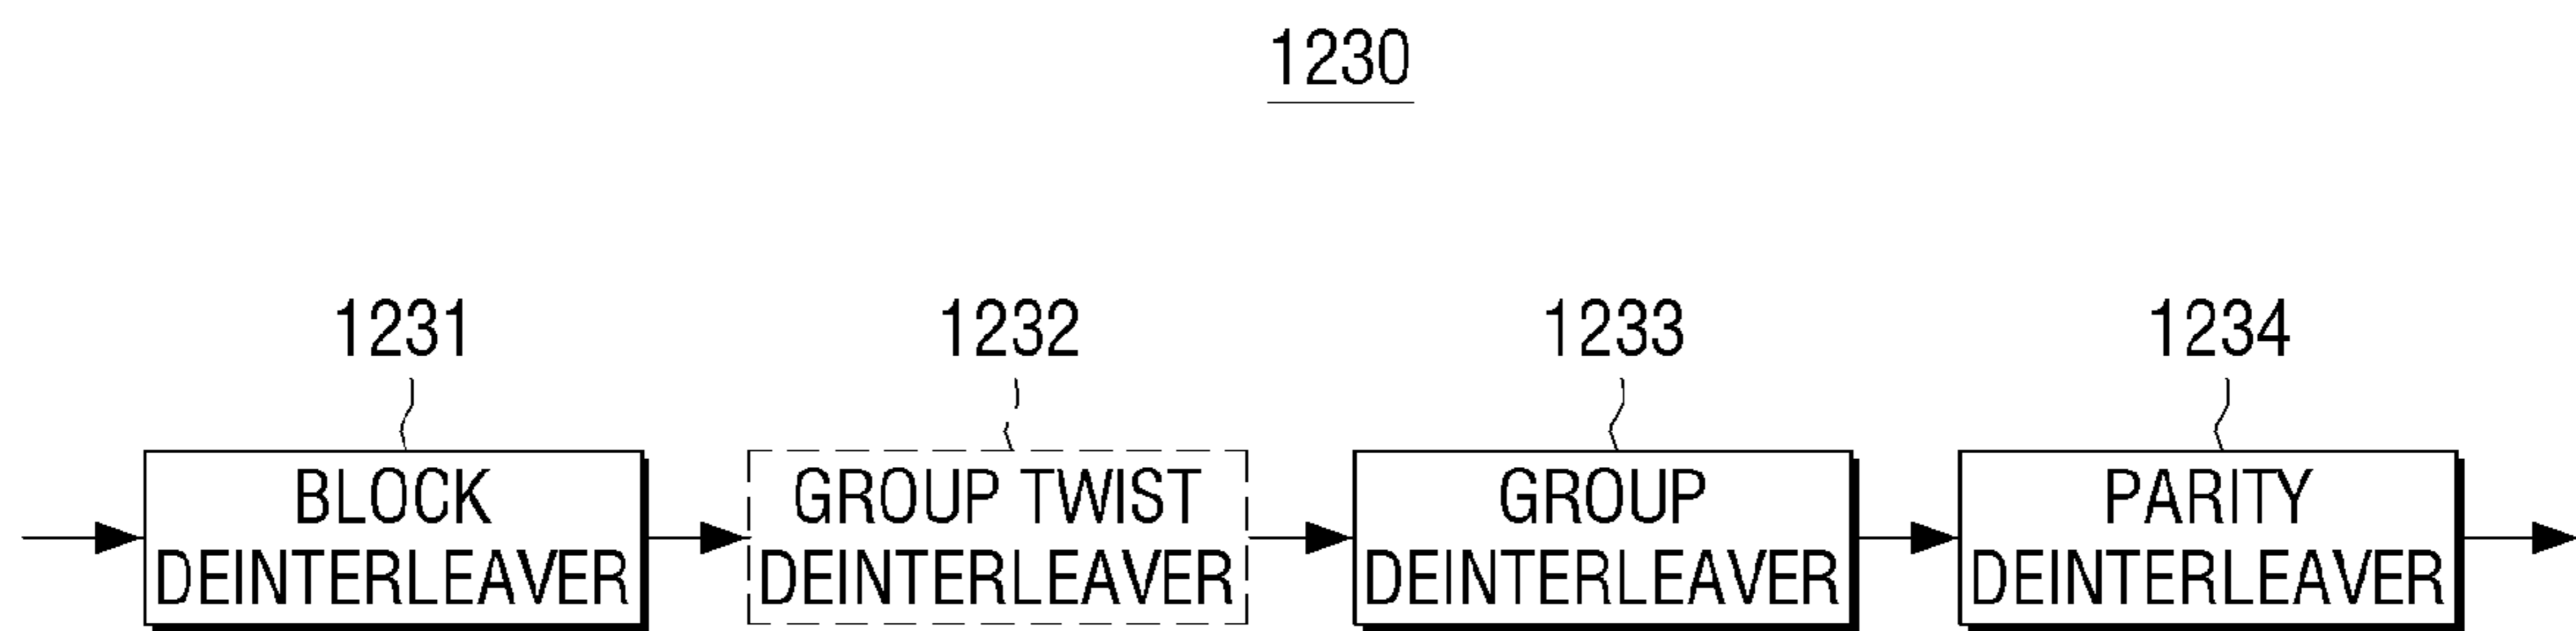 1230
1231 1232 1233 1234
BLOCK GROUP TWIST GROUP PARITY
DEINTERLEAVER DEINTERLEAVER DEINTERLEAVER DEINTERLEAVER